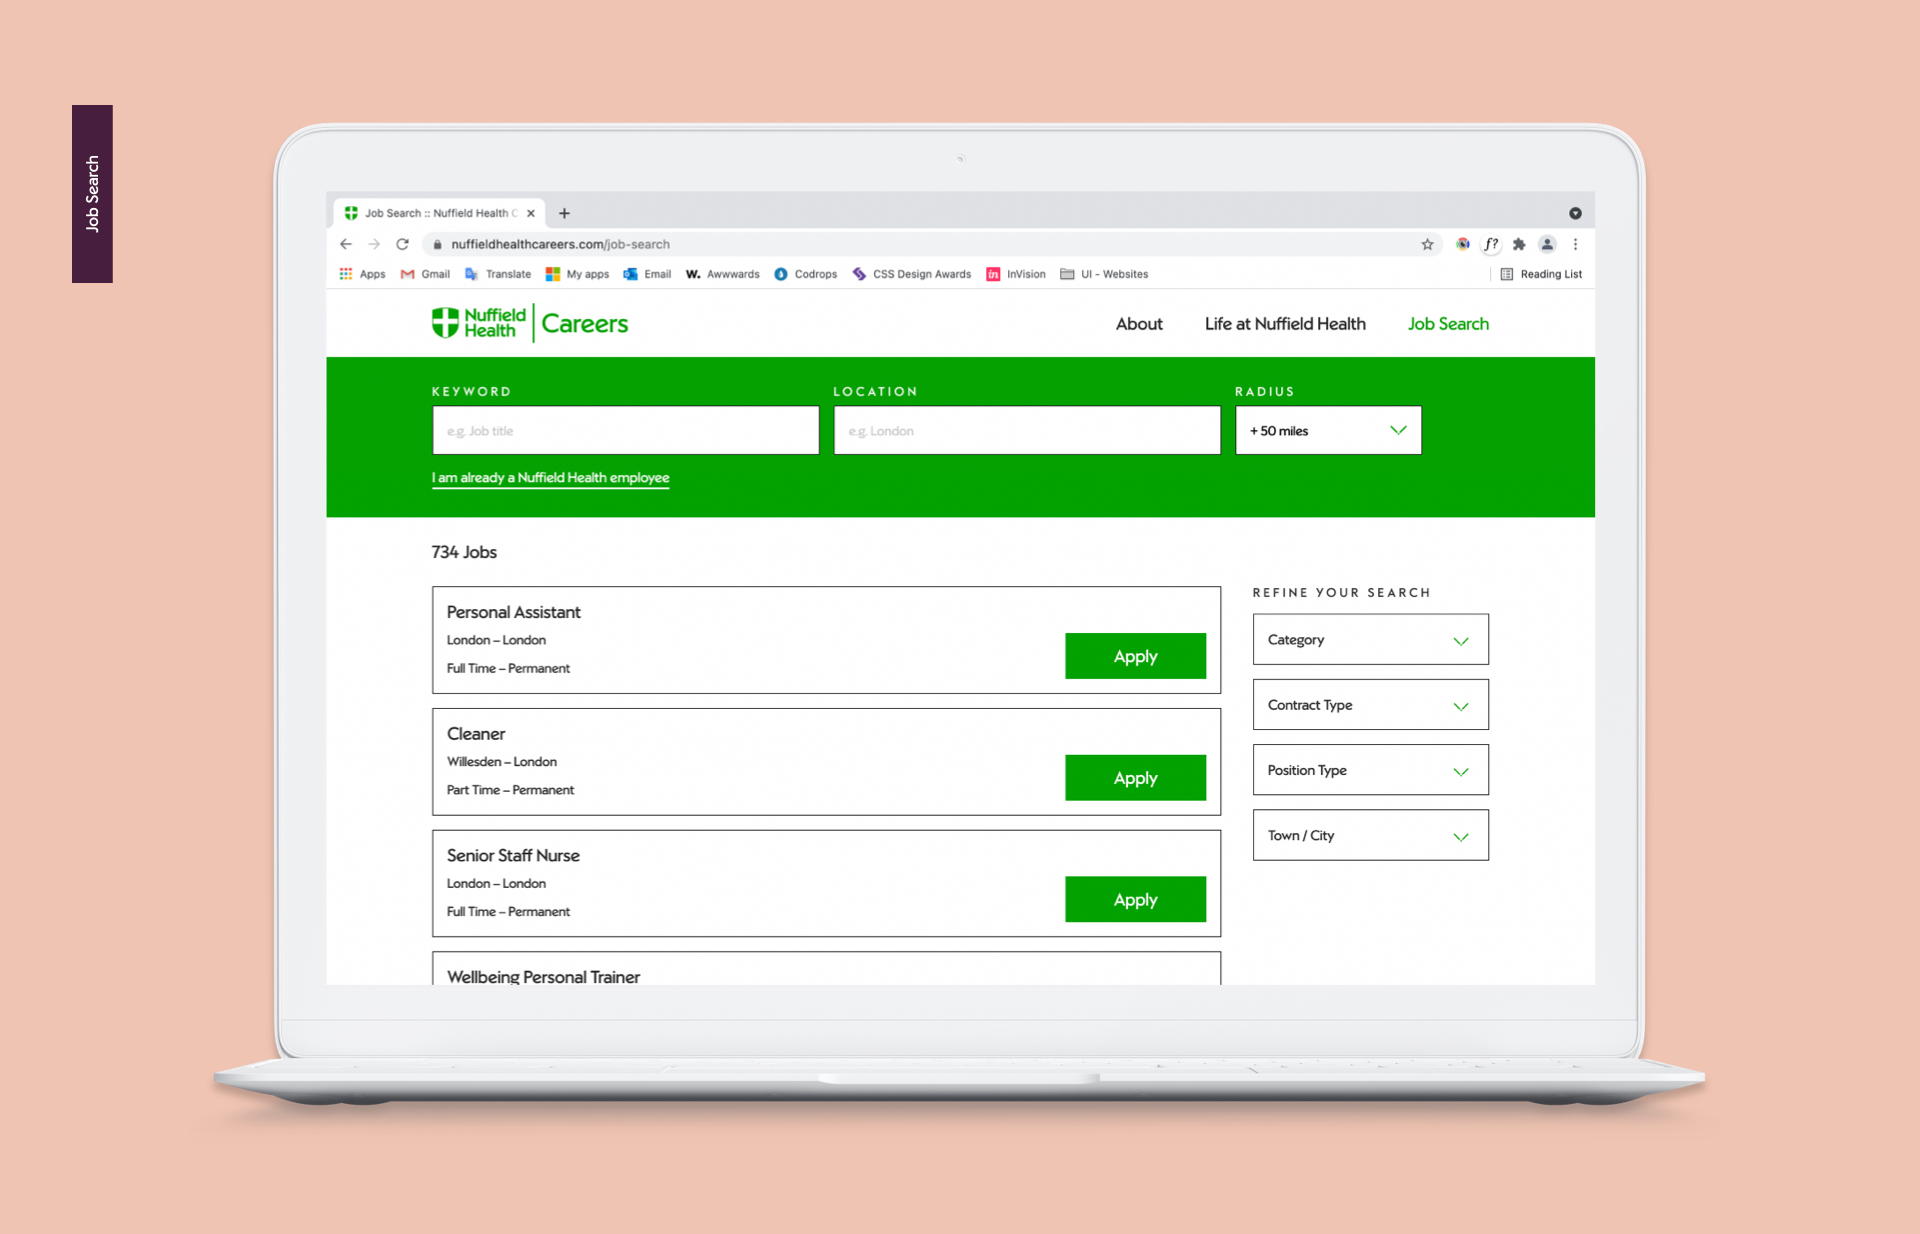 Job Search
Job Search :: Nuffield Health C
nuffieldhealthcareers.com/job-search
f?
Apps Gmail Translate My apps Email W. Awwwards Codrops CSS Design Awards in InVision UI - Websites Reading List
Nuffield Health Careers
About Life at Nuffield Health Job Search
KEYWORD LOCATION RADIUS
e.g. Job title e.g. London + 50 miles
I am already a Nuffield Health employee
734 Jobs
REFINE YOUR SEARCH
Personal Assistant
London – London
Full Time – Permanent
Apply
Cleaner
Willesden – London
Part Time – Permanent
Apply
Senior Staff Nurse
London – London
Full Time – Permanent
Apply
Wellbeing Personal Trainer
Category
Contract Type
Position Type
Town / City